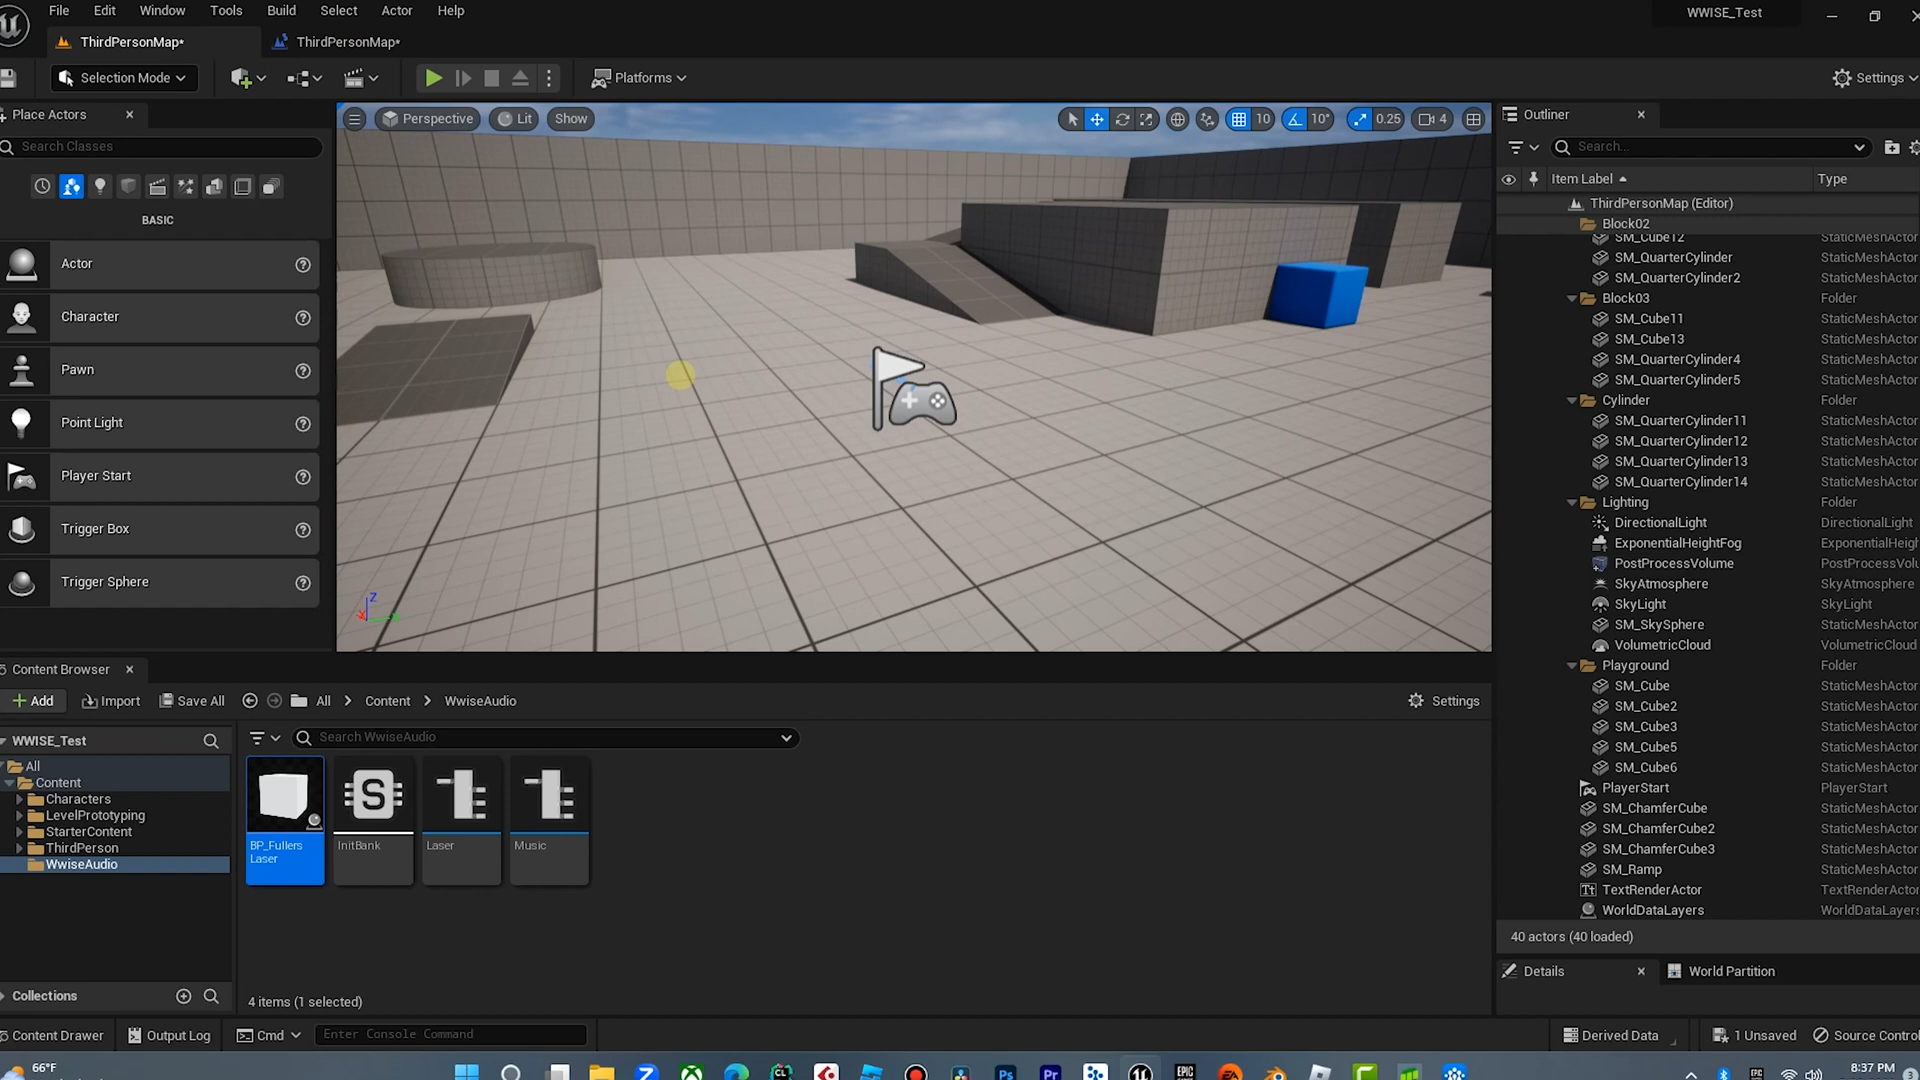 File Edit Window Tools Build Select Actor Help
WWISE_Test
ThirdPersonMap*
ThirdPersonMap*
Selection Mode
Platforms
Settings
Place Actors
Search Classes
BASIC
Actor
Character
Pawn
Point Light
Player Start
Trigger Box
Trigger Sphere
Perspective
Lit
Show
10
10°
0.25
4
Z
X
Outliner
Search...
Item Label
Type
ThirdPersonMap (Editor)
Block02
SM_Cube12 StaticMeshActor
SM_QuarterCylinder StaticMeshActor
SM_QuarterCylinder2 StaticMeshActor
Block03 Folder
SM_Cube11 StaticMeshActor
SM_Cube13 StaticMeshActor
SM_QuarterCylinder4 StaticMeshActor
SM_QuarterCylinder5 StaticMeshActor
Cylinder Folder
SM_QuarterCylinder11 StaticMeshActor
SM_QuarterCylinder12 StaticMeshActor
SM_QuarterCylinder13 StaticMeshActor
SM_QuarterCylinder14 StaticMeshActor
Lighting Folder
DirectionalLight DirectionalLight
ExponentialHeightFog ExponentialHeigh
PostProcessVolume PostProcessVolu
SkyAtmosphere SkyAtmosphere
SkyLight SkyLight
SM_SkySphere StaticMeshActor
VolumetricCloud VolumetricCloud
Playground Folder
SM_Cube StaticMeshActor
SM_Cube2 StaticMeshActor
SM_Cube3 StaticMeshActor
SM_Cube5 StaticMeshActor
SM_Cube6 StaticMeshActor
PlayerStart PlayerStart
SM_ChamferCube StaticMeshActor
SM_ChamferCube2 StaticMeshActor
SM_ChamferCube3 StaticMeshActor
SM_Ramp StaticMeshActor
TextRenderActor TextRenderActor
WorldDataLayers WorldDataLayers
40 actors (40 loaded)
Details
World Partition
Content Browser
Add
Import
Save All
All > Content > WwiseAudio
Settings
WWISE_Test
Search WwiseAudio
All
Content
Characters
LevelPrototyping
StarterContent
ThirdPerson
WwiseAudio
BP_Fullers
Laser
InitBank
Laser
Music
Collections
4 items (1 selected)
Content Drawer
Output Log
Cmd
Enter Console Command
Derived Data
1 Unsaved
Source Control
66°F
8:37 PM